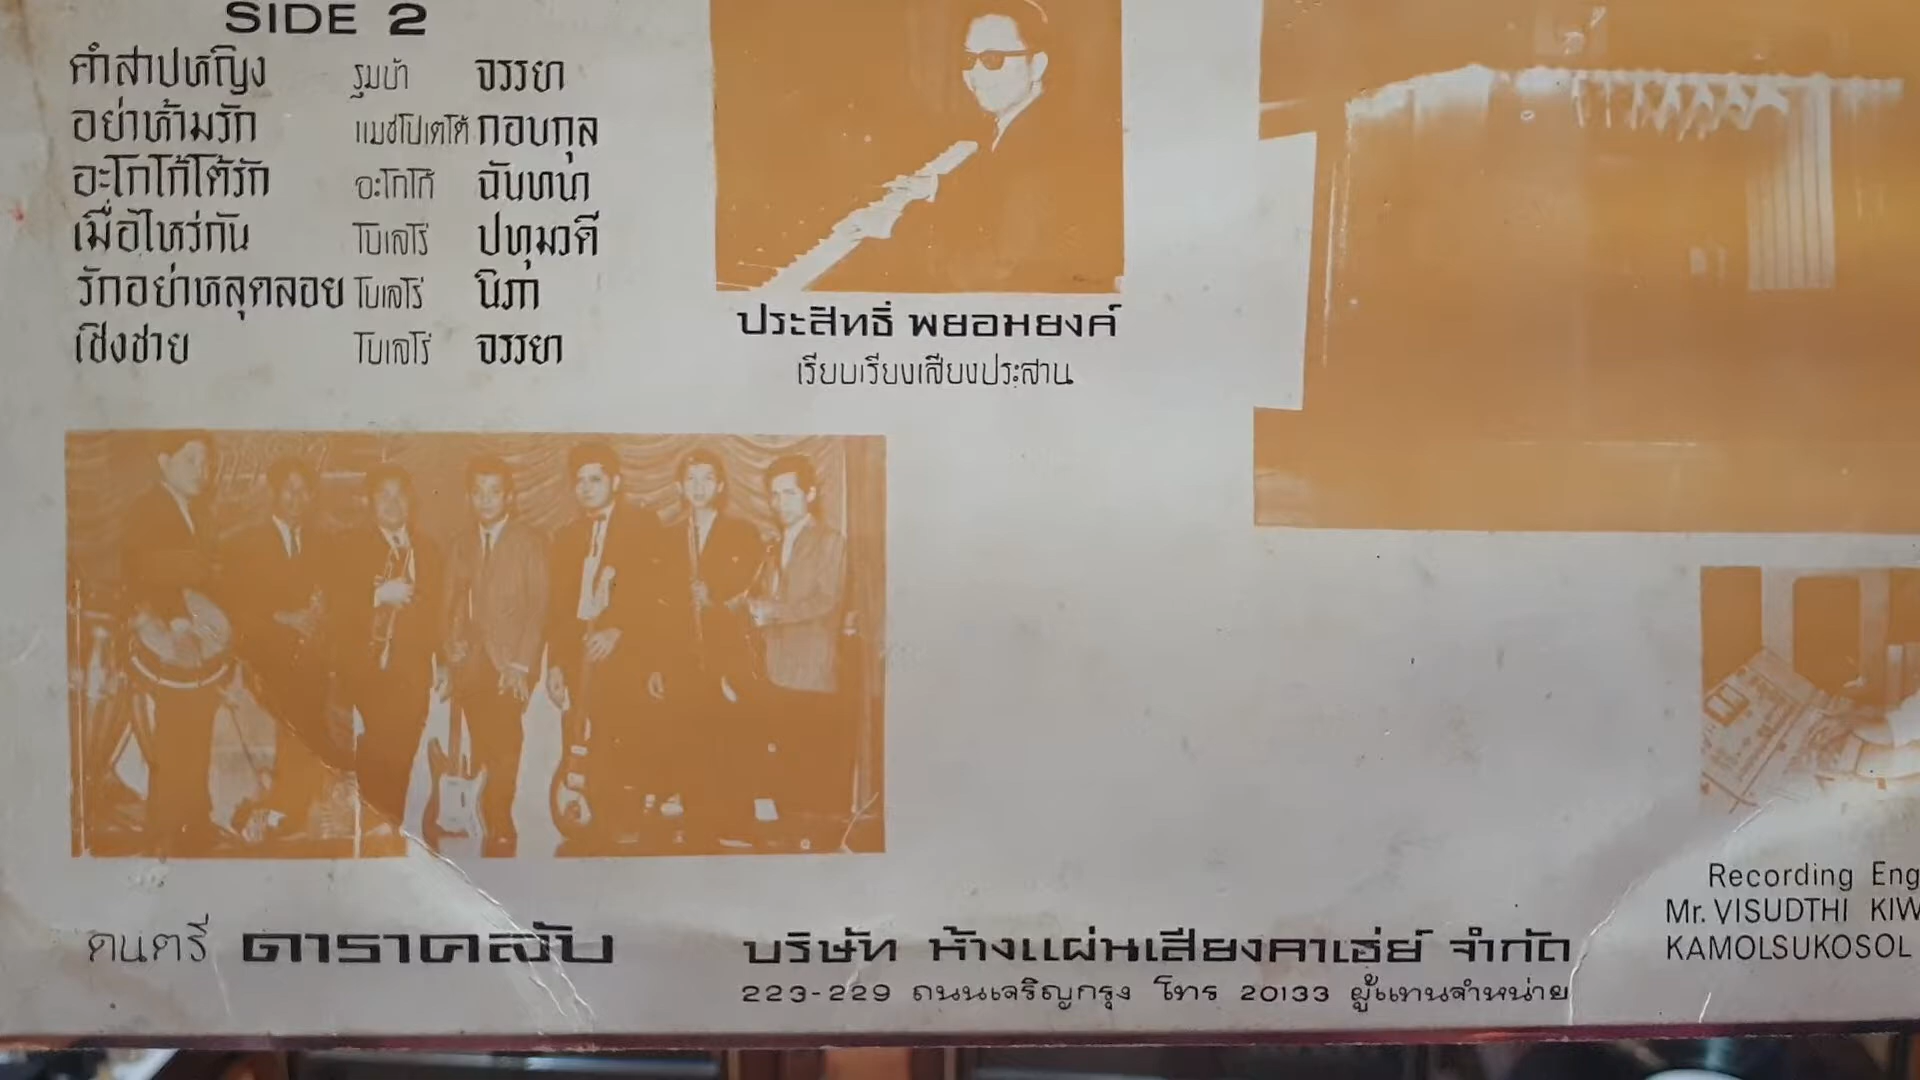 SIDE 2
คำสาปหญิง รุมบ้า จรรยา
อย่าห้ามรัก แมชโปเตโต้ กอบกุล
อะโกโก้โต้รัก อะโกโก้ ฉันทนา
เมื่อไหร่กัน โบเลโร่ ปทุมวดี
รักอย่าหลุดลอย โบเลโร่ นิภา
เชิงชาย โบเลโร่ จรรยา
ประสิทธิ์ พยอมยงค์
เรียบเรียงเสียงประสาน
ดนตรี ดาราคลับ
บริษัท ห้างแผ่นเสียงคาเธ่ย์ จำกัด
223-229 ถนนเจริญกรุง โทร 20133 ผู้แทนจำหน่าย
Recording Eng
Mr. VISUDTHI KIW
KAMOLSUKOSOL